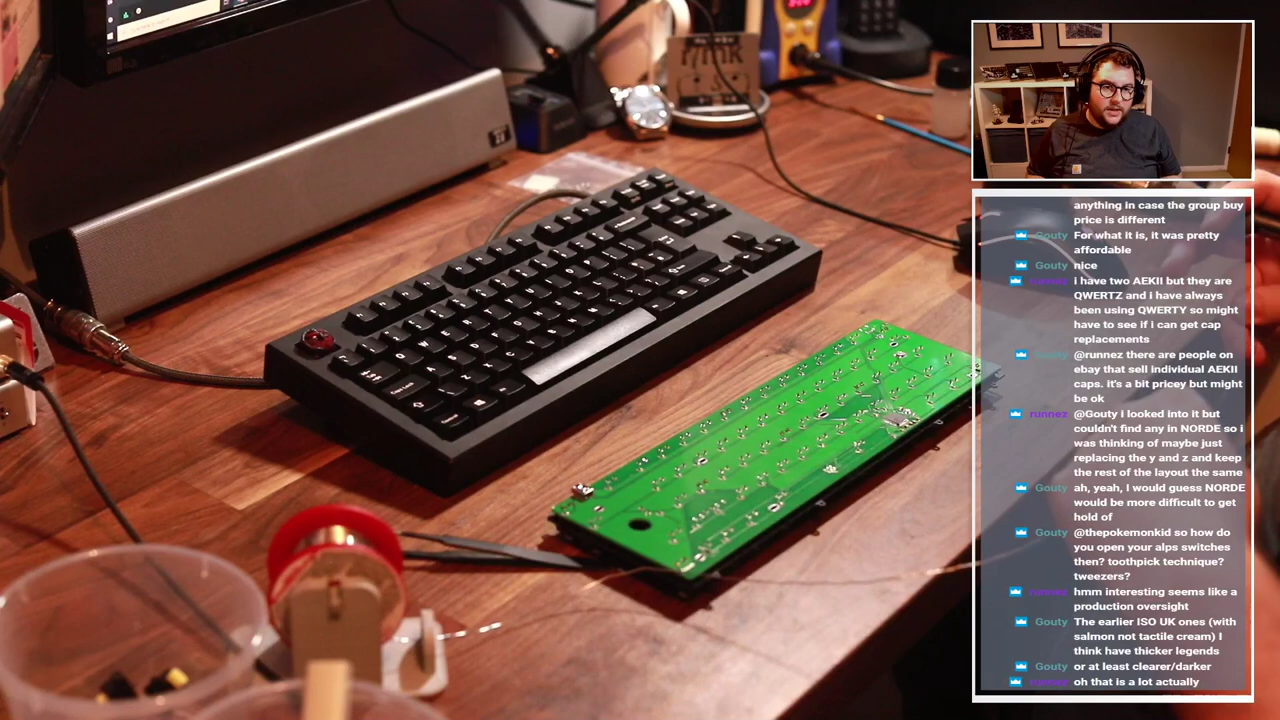 anything in case the group buy
price is different
Gouty For what it is, it was pretty
affordable
Gouty nice
runnez i have two AEKII but they are
QWERTZ and i have always
been using QWERTY so might
have to see if i can get cap
replacements
Gouty @runnez there are people on
ebay that sell individual AEKII
caps. it's a bit pricey but might
be ok
runnez @Gouty i looked into it but
couldn't find any in NORDE so i
was thinking of maybe just
replacing the y and z and keep
the rest of the layout the same
Gouty ah, yeah, I would guess NORDE
would be more difficult to get
hold of
Gouty @thepokemonkid so how do
you open your alps switches
then? toothpick technique?
tweezers?
runnez hmm interesting seems like a
production oversight
Gouty The earlier ISO UK ones (with
salmon not tactile cream) I
think have thicker legends
Gouty or at least clearer/darker
runnez oh that is a lot actually